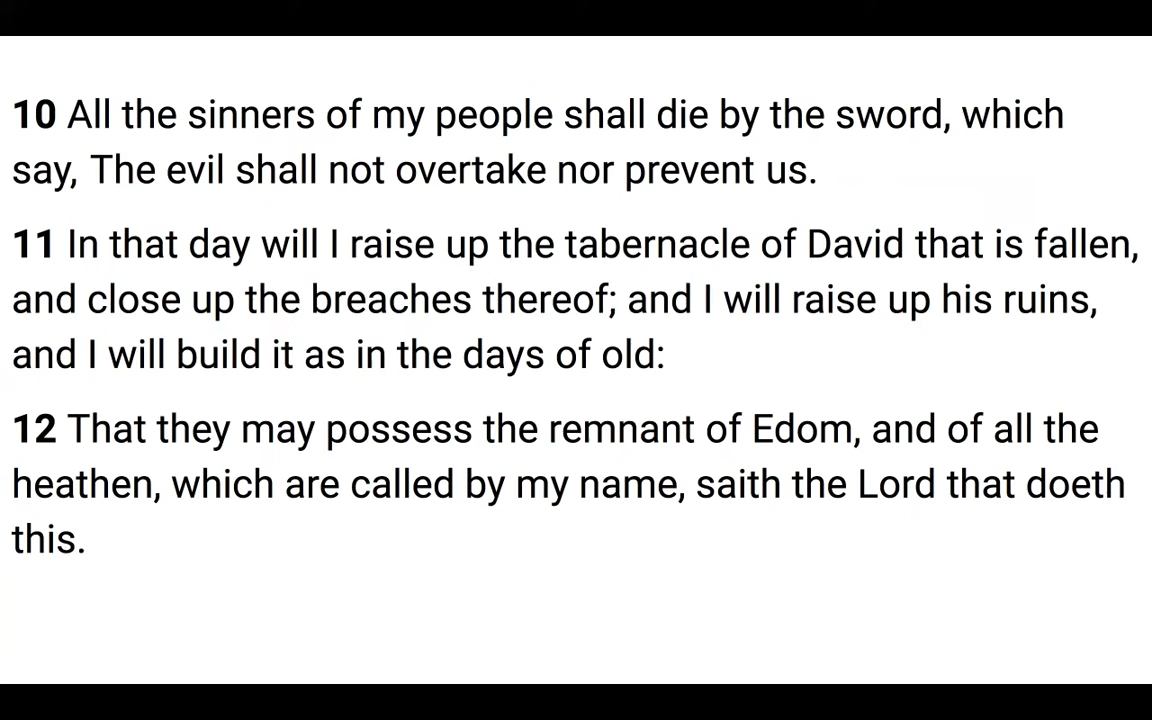 10 All the sinners of my people shall die by the sword, which
say, The evil shall not overtake nor prevent us.
11 In that day will I raise up the tabernacle of David that is fallen,
and close up the breaches thereof; and I will raise up his ruins,
and I will build it as in the days of old:
12 That they may possess the remnant of Edom, and of all the
heathen, which are called by my name, saith the Lord that doeth
this.